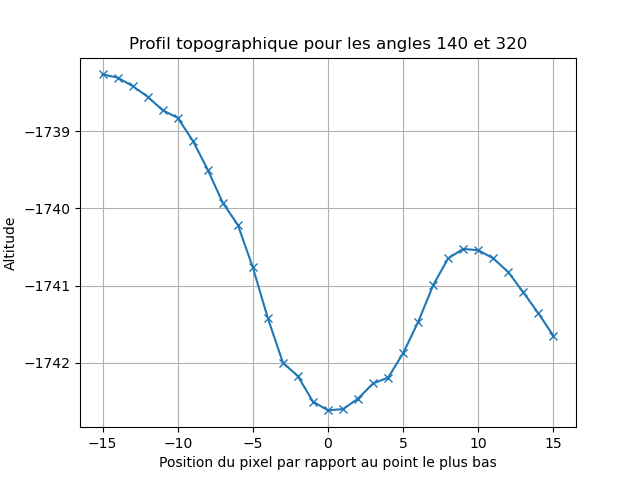 Profil topographique pour les angles 140 et 320
Altitude
−1739
−1740
−1741
−1742
−15 −10 −5 0 5 10 15
Position du pixel par rapport au point le plus bas